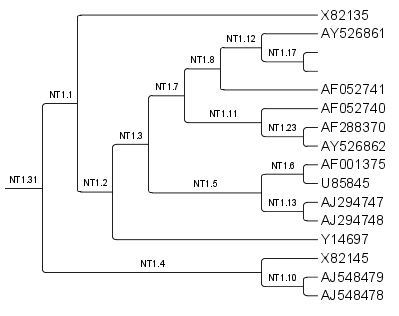 X82135
NT1.12
AY526861
NT1.17
NT1.8
NT1.7
AF052741
NT1.1
AF052740
NT1.11
AF288370
NT1.23
NT1.3
AY526862
AF001375
NT1.6
NT1.31
NT1.2
NT1.5
U85845
AJ294747
NT1.13
AJ294748
Y14697
X82145
NT1.4
AJ548479
NT1.10
AJ548478